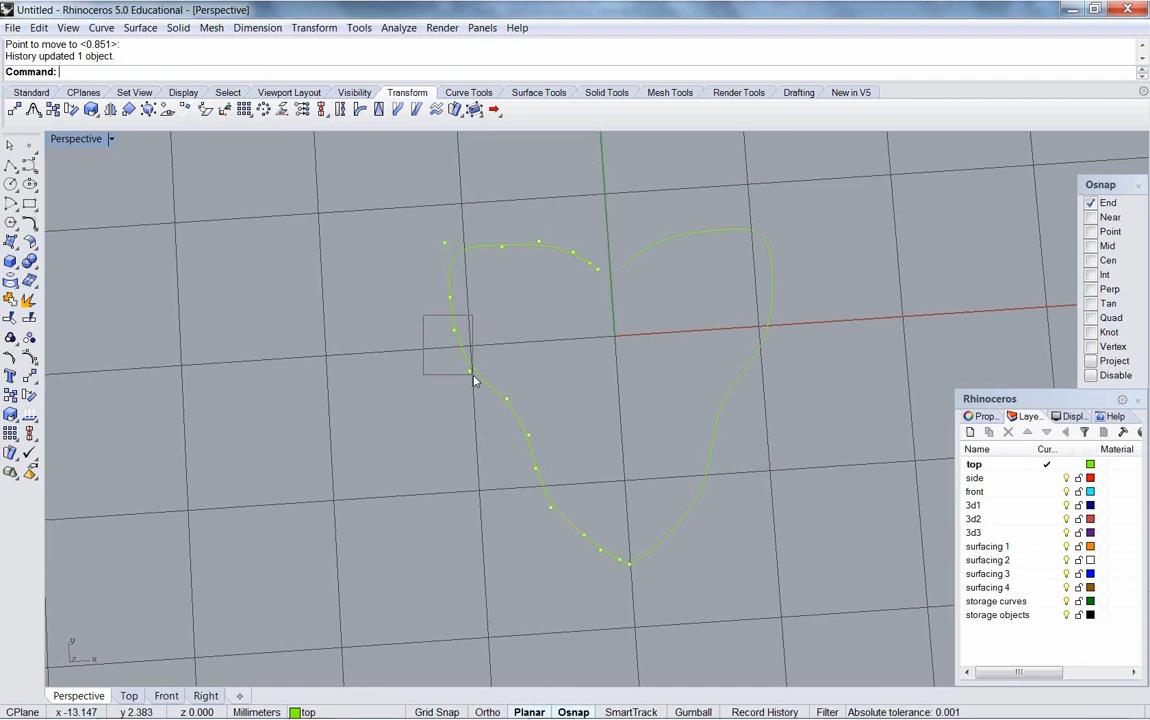 Untitled - Rhinoceros 5.0 Educational - [Perspective]
File Edit View Curve Surface Solid Mesh Dimension Transform Tools Analyze Render Panels Help
Point to move to <0.851>:
History updated 1 object.
Command:
Standard CPlanes Set View Display Select Viewport Layout Visibility Transform Curve Tools Surface Tools Solid Tools Mesh Tools Render Tools Drafting New in V5
Perspective
Osnap
End
Near
Point
Mid
Cen
Int
Perp
Tan
Quad
Knot
Vertex
Project
Disable
Rhinoceros
Prop... Laye... Displ... Help
Name Cur... Material
top
side
front
3d1
3d2
3d3
surfacing 1
surfacing 2
surfacing 3
surfacing 4
storage curves
storage objects
y
z x
Perspective Top Front Right
CPlane x -13.147 y 2.383 z 0.000 Millimeters top Grid Snap Ortho Planar Osnap SmartTrack Gumball Record History Filter Absolute tolerance: 0.001